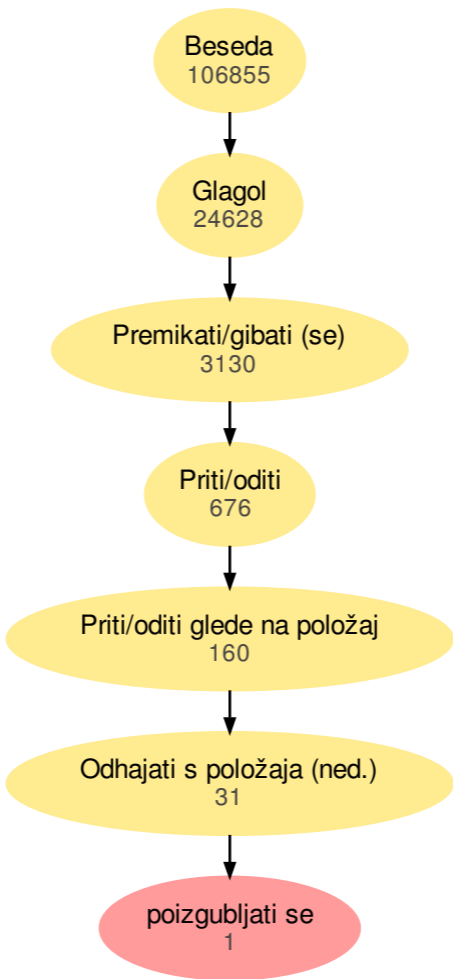 Beseda
106855
Glagol
24628
Premikati/gibati (se)
3130
Priti/oditi
676
Priti/oditi glede na položaj
160
Odhajati s položaja (ned.)
31
poizgubljati se
1